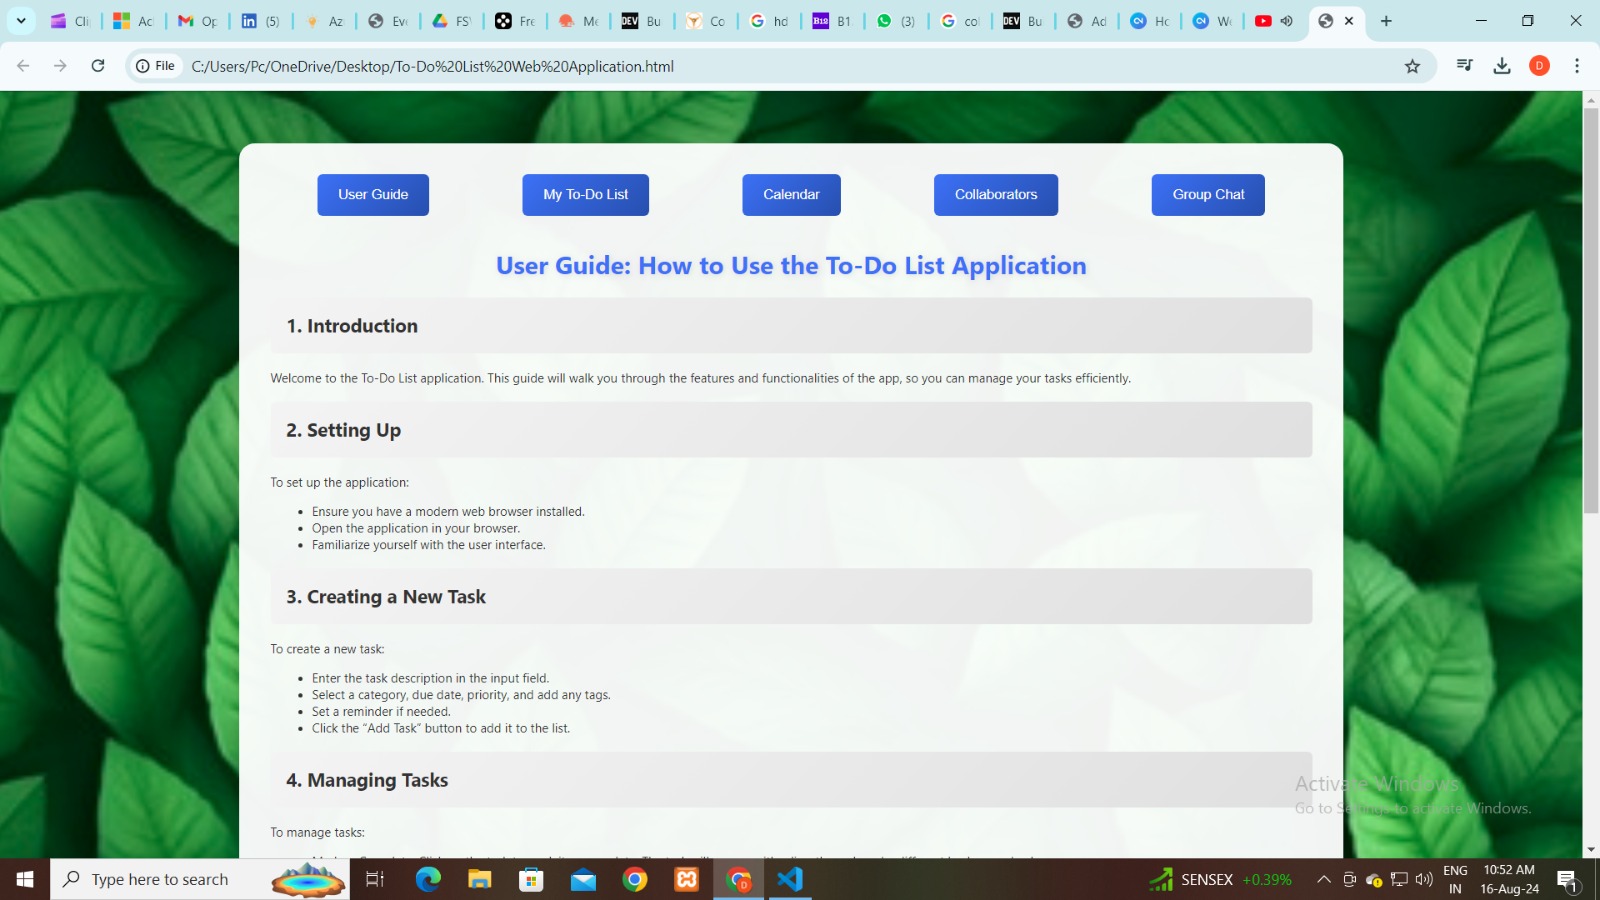 Cli
Ac
Op
(5)
Az
Eve
FS
Fre
Me
DEV
Bu
Co
hd
B12
B1
(3)
co
DEV
Bu
Ad
Ho
We
File
C:/Users/Pc/OneDrive/Desktop/To-Do%20List%20Web%20Application.html
D
User Guide
My To-Do List
Calendar
Collaborators
Group Chat
User Guide: How to Use the To-Do List Application
1. Introduction
Welcome to the To-Do List application. This guide will walk you through the features and functionalities of the app, so you can manage your tasks efficiently.
2. Setting Up
To set up the application:
• Ensure you have a modern web browser installed.
• Open the application in your browser.
• Familiarize yourself with the user interface.
3. Creating a New Task
To create a new task:
• Enter the task description in the input field.
• Select a category, due date, priority, and add any tags.
• Set a reminder if needed.
• Click the “Add Task” button to add it to the list.
4. Managing Tasks
To manage tasks:
Activate Windows
Go to Settings to activate Windows.
Type here to search
D
SENSEX +0.39%
ENG
IN
10:52 AM
16-Aug-24
1